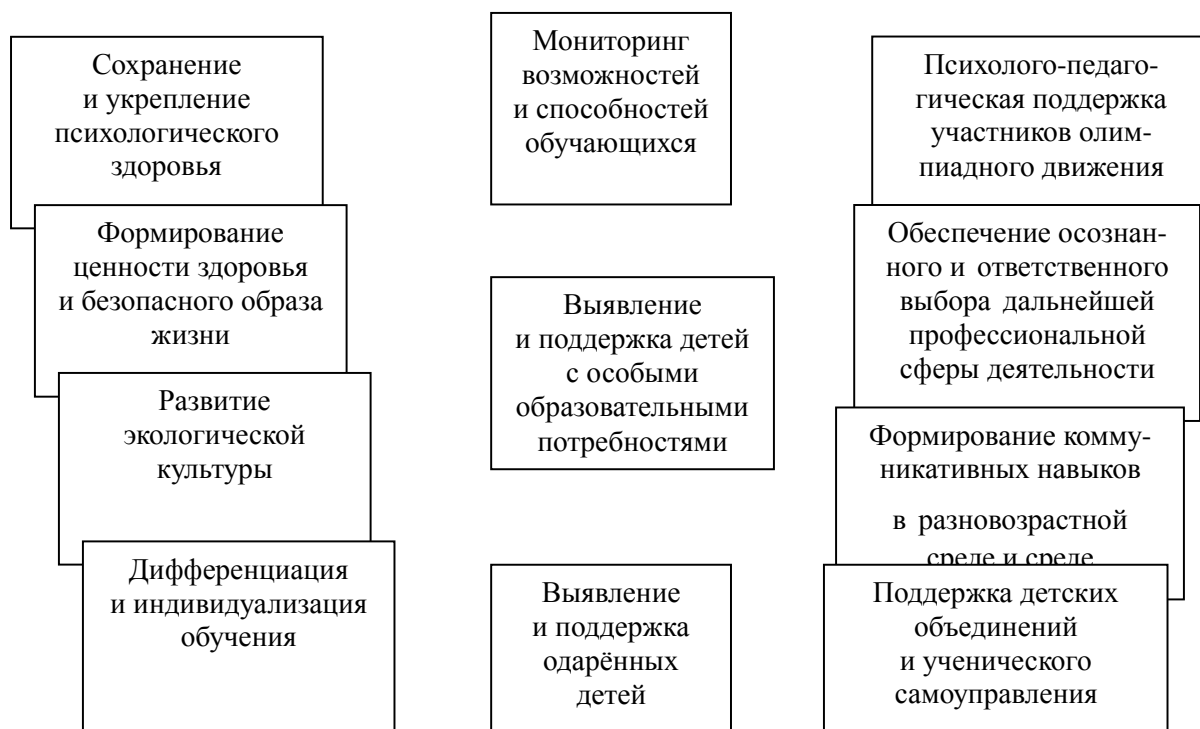 Сохранение
и укрепление
психологического
здоровья
Формирование
ценности здоровья
и безопасного образа
жизни
Развитие
экологической
культуры
Дифференциация
и индивидуализация
обучения
Мониторинг
возможностей
и способностей
обучающихся
Выявление
и поддержка детей
с особыми
образовательными
потребностями
Выявление
и поддержка
одарённых
детей
Психолого-педаго-
гическая поддержка
участников олим-
пиадного движения
Обеспечение осознан-
ного и ответственного
выбора дальнейшей
профессиональной
сферы деятельности
Формирование комму-
никативных навыков
в разновозрастной
среде и среде
Поддержка детских
объединений
и ученического
самоуправления